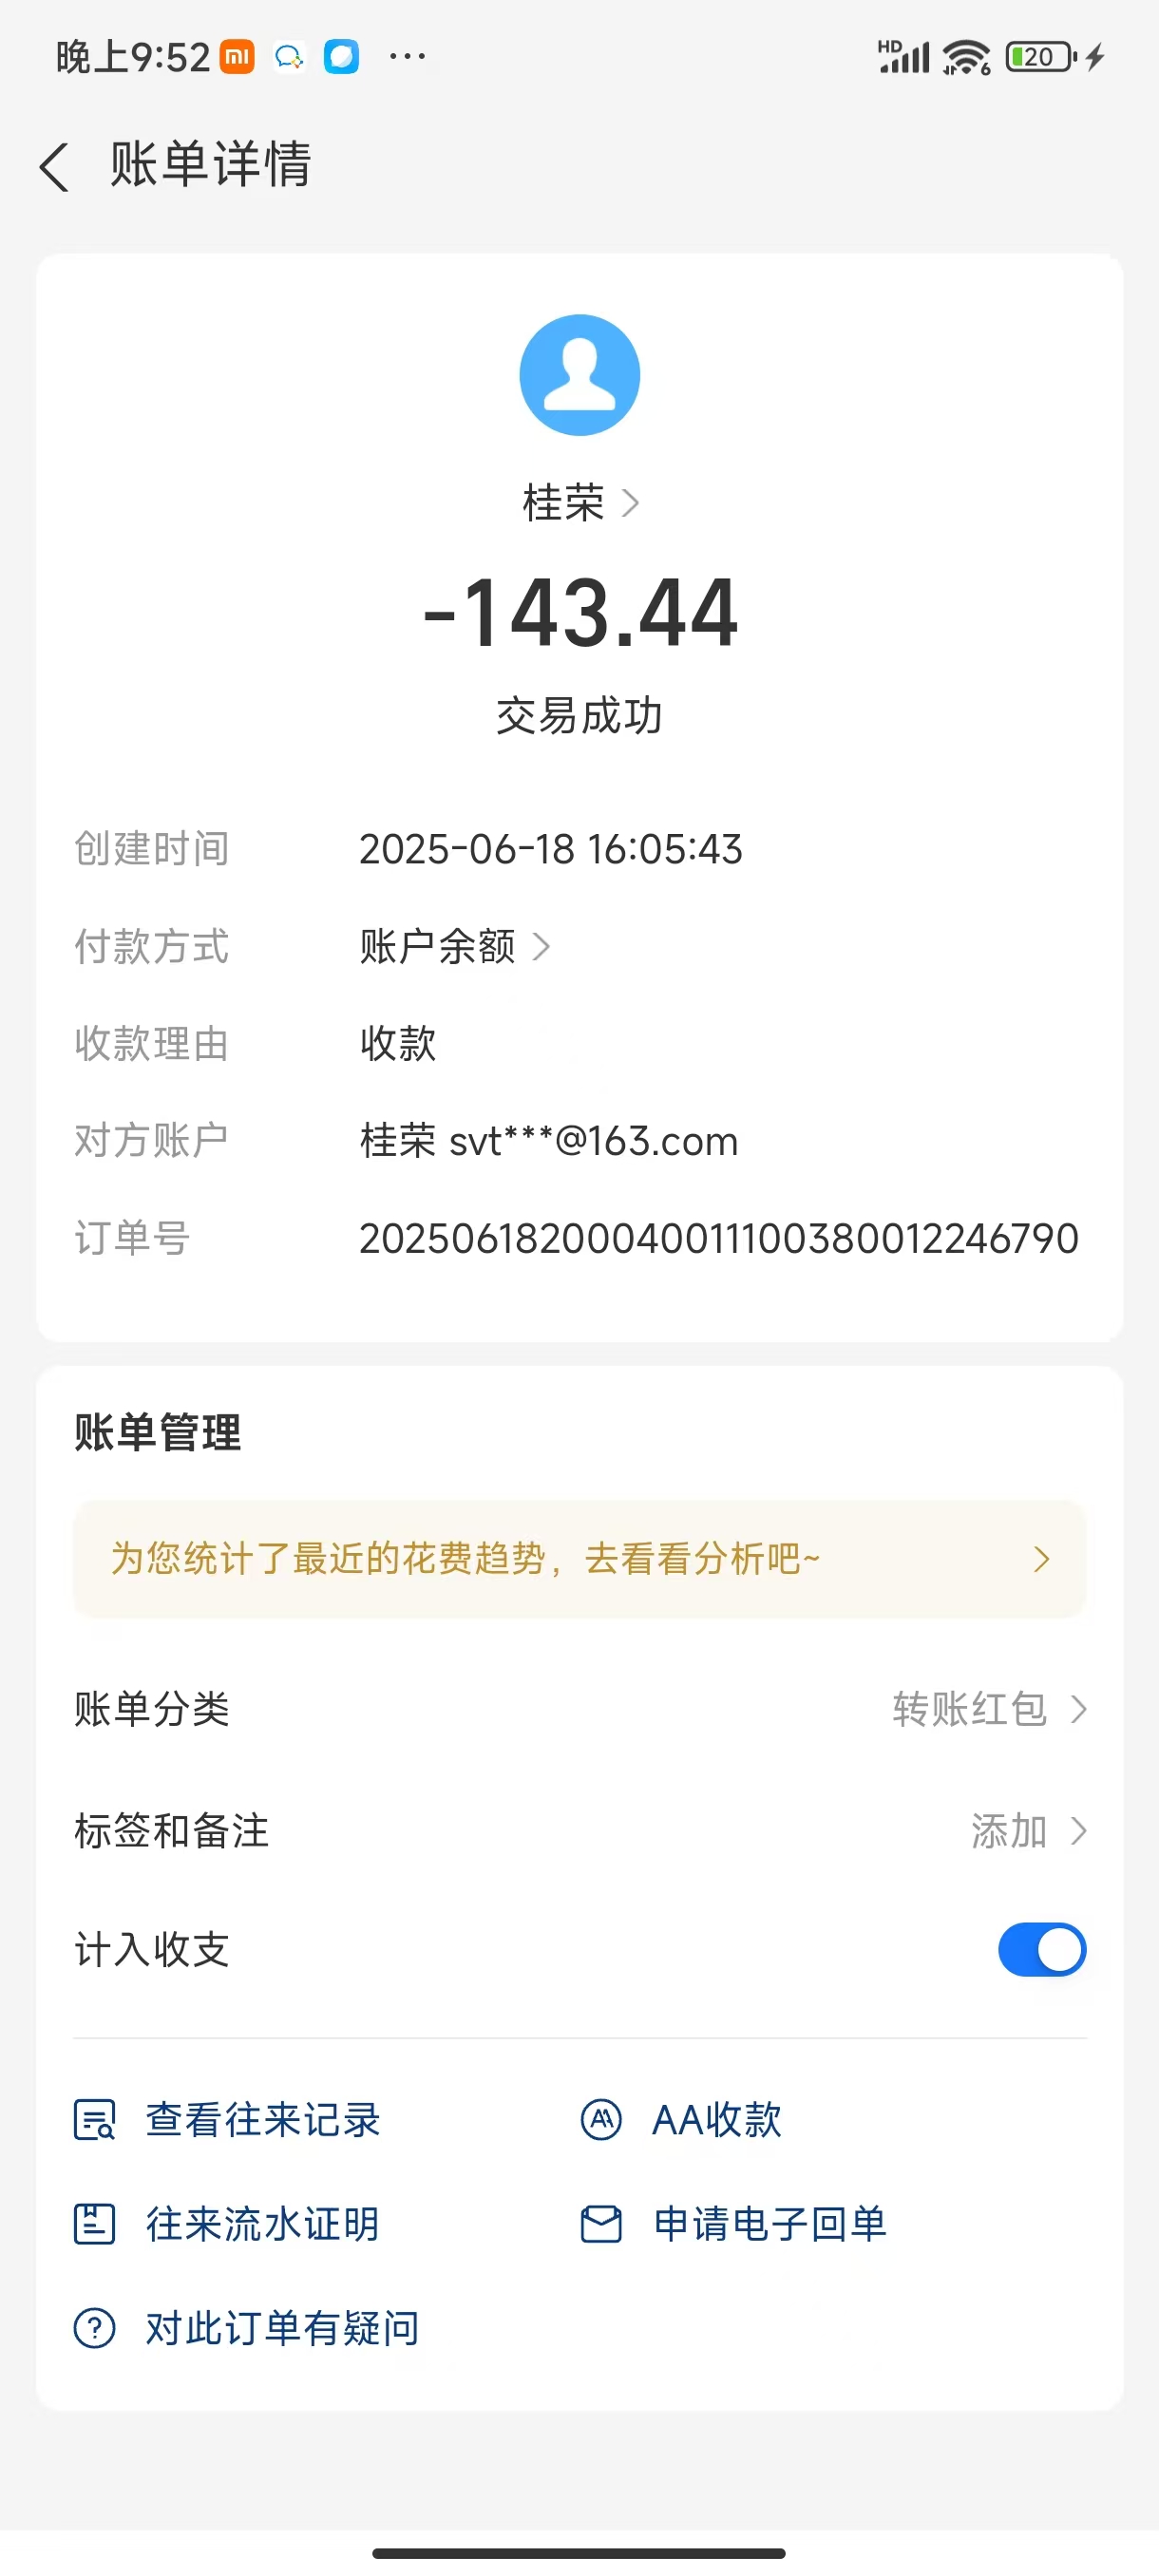 晚上9:52 mi ··· HD 6 20
账单详情
桂荣
-143.44
交易成功
创建时间 2025-06-18 16:05:43
付款方式 账户余额
收款理由 收款
对方账户 桂荣 svt***@163.com
订单号 20250618200040011100380012246790
账单管理
为您统计了最近的花费趋势，去看看分析吧~
账单分类 转账红包
标签和备注 添加
计入收支
查看往来记录 AA收款
往来流水证明 申请电子回单
对此订单有疑问